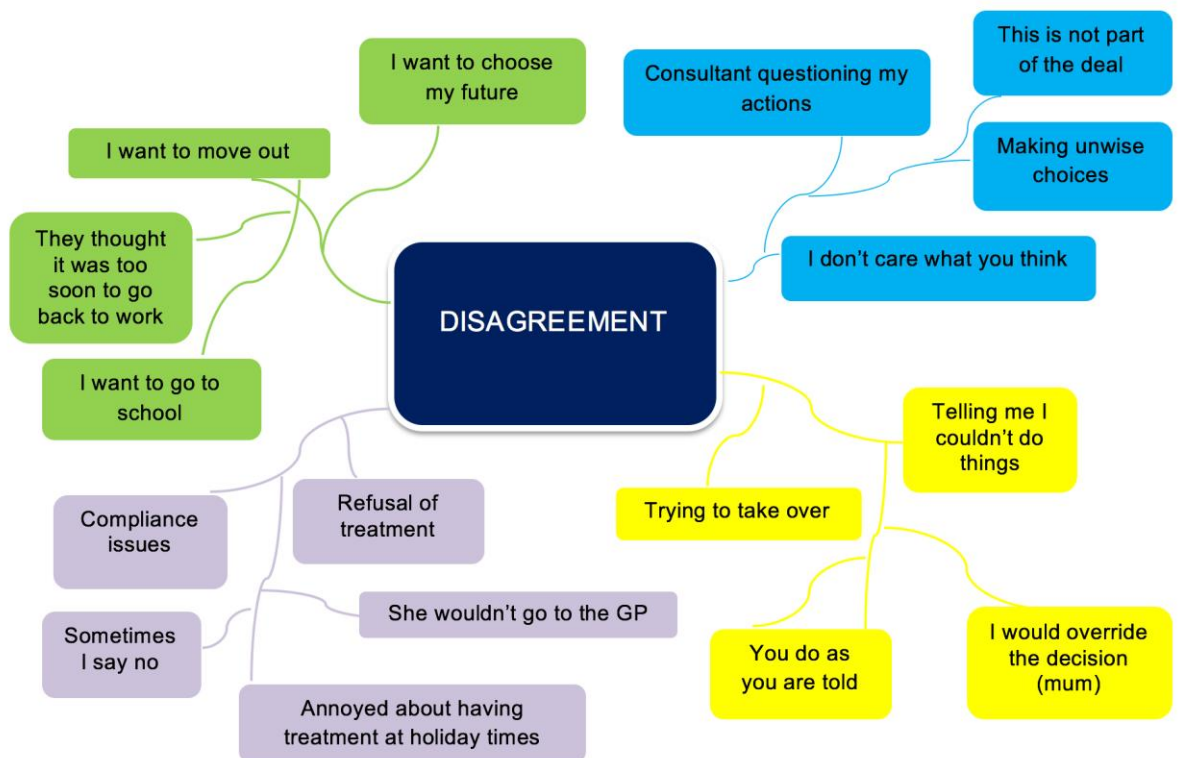 I want to choose
my future
I want to move out
They thought
it was too
soon to go
back to work
I want to go to
school
Consultant questioning my
actions
This is not part
of the deal
Making unwise
choices
I don’t care what you think
DISAGREEMENT
Compliance
issues
Refusal of
treatment
Sometimes
I say no
She wouldn’t go to the GP
Annoyed about having
treatment at holiday times
Telling me I
couldn’t do
things
Trying to take over
You do as
you are told
I would override
the decision
(mum)